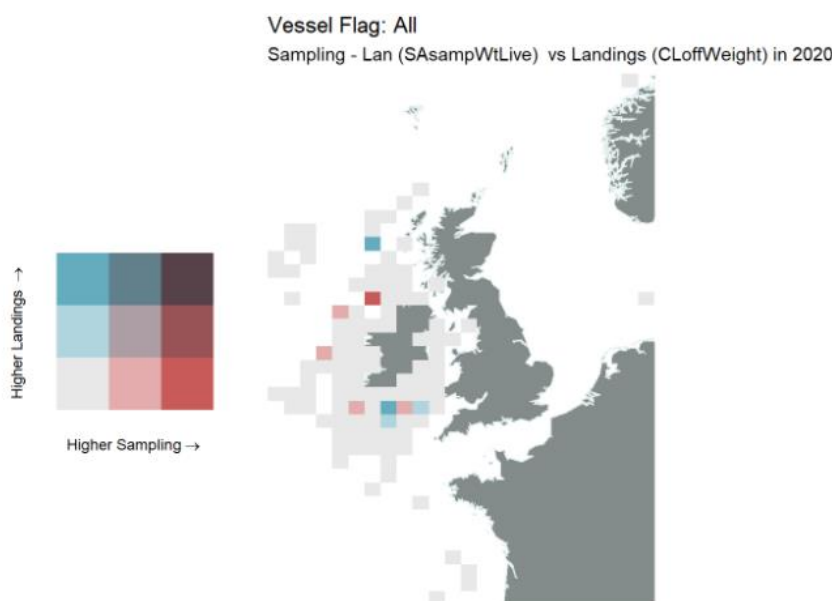 Vessel Flag: All
Sampling - Lan (SAsampWtLive)  vs Landings (CLoffWeight) in 2020
Higher Landings →
Higher Sampling →